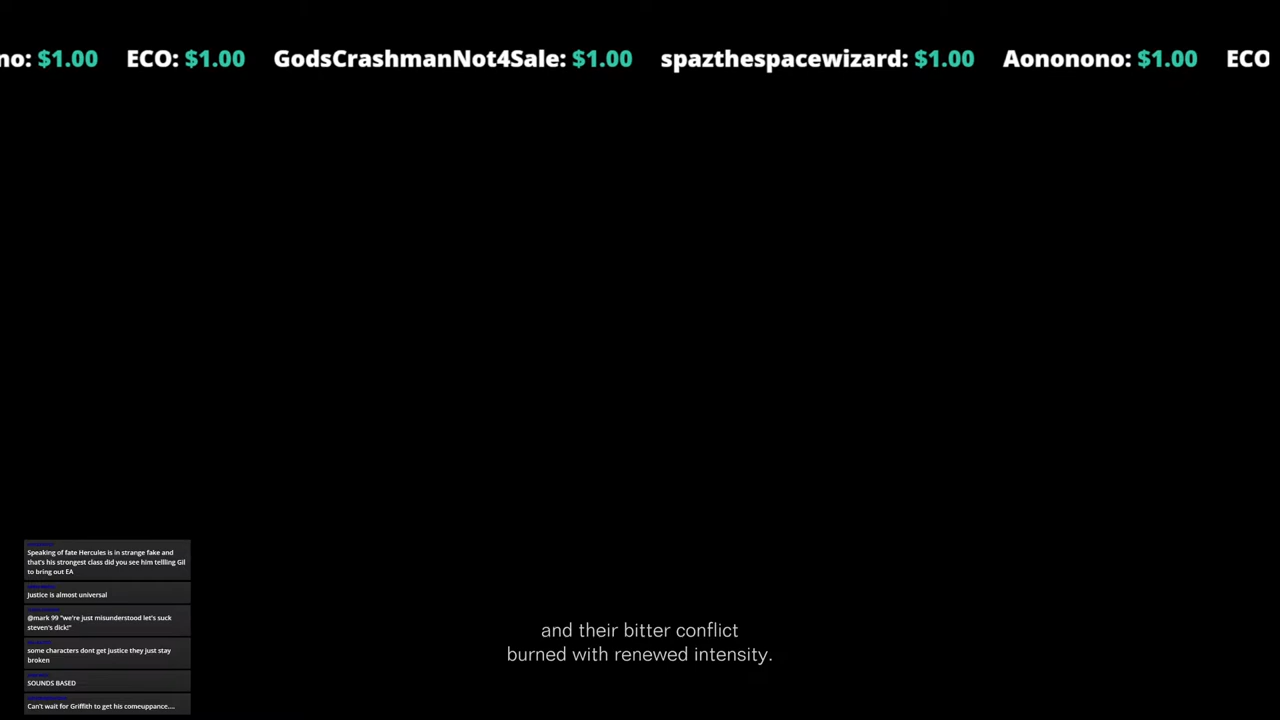 no: $1.00 ECO: $1.00 GodsCrashmanNot4Sale: $1.00 spazthespacewizard: $1.00 Aononono: $1.00 ECO
Speaking of fate Hercules is in strange fake and
that's his strongest class did you see him tellling Gil
to bring out EA
Justice is almost universal
@mark 99 "we're just misunderstood let's suck
steven's dick!"
some characters dont get justice they just stay
broken
SOUNDS BASED
Can't wait for Griffith to get his comeuppance....
and their bitter conflict
burned with renewed intensity.